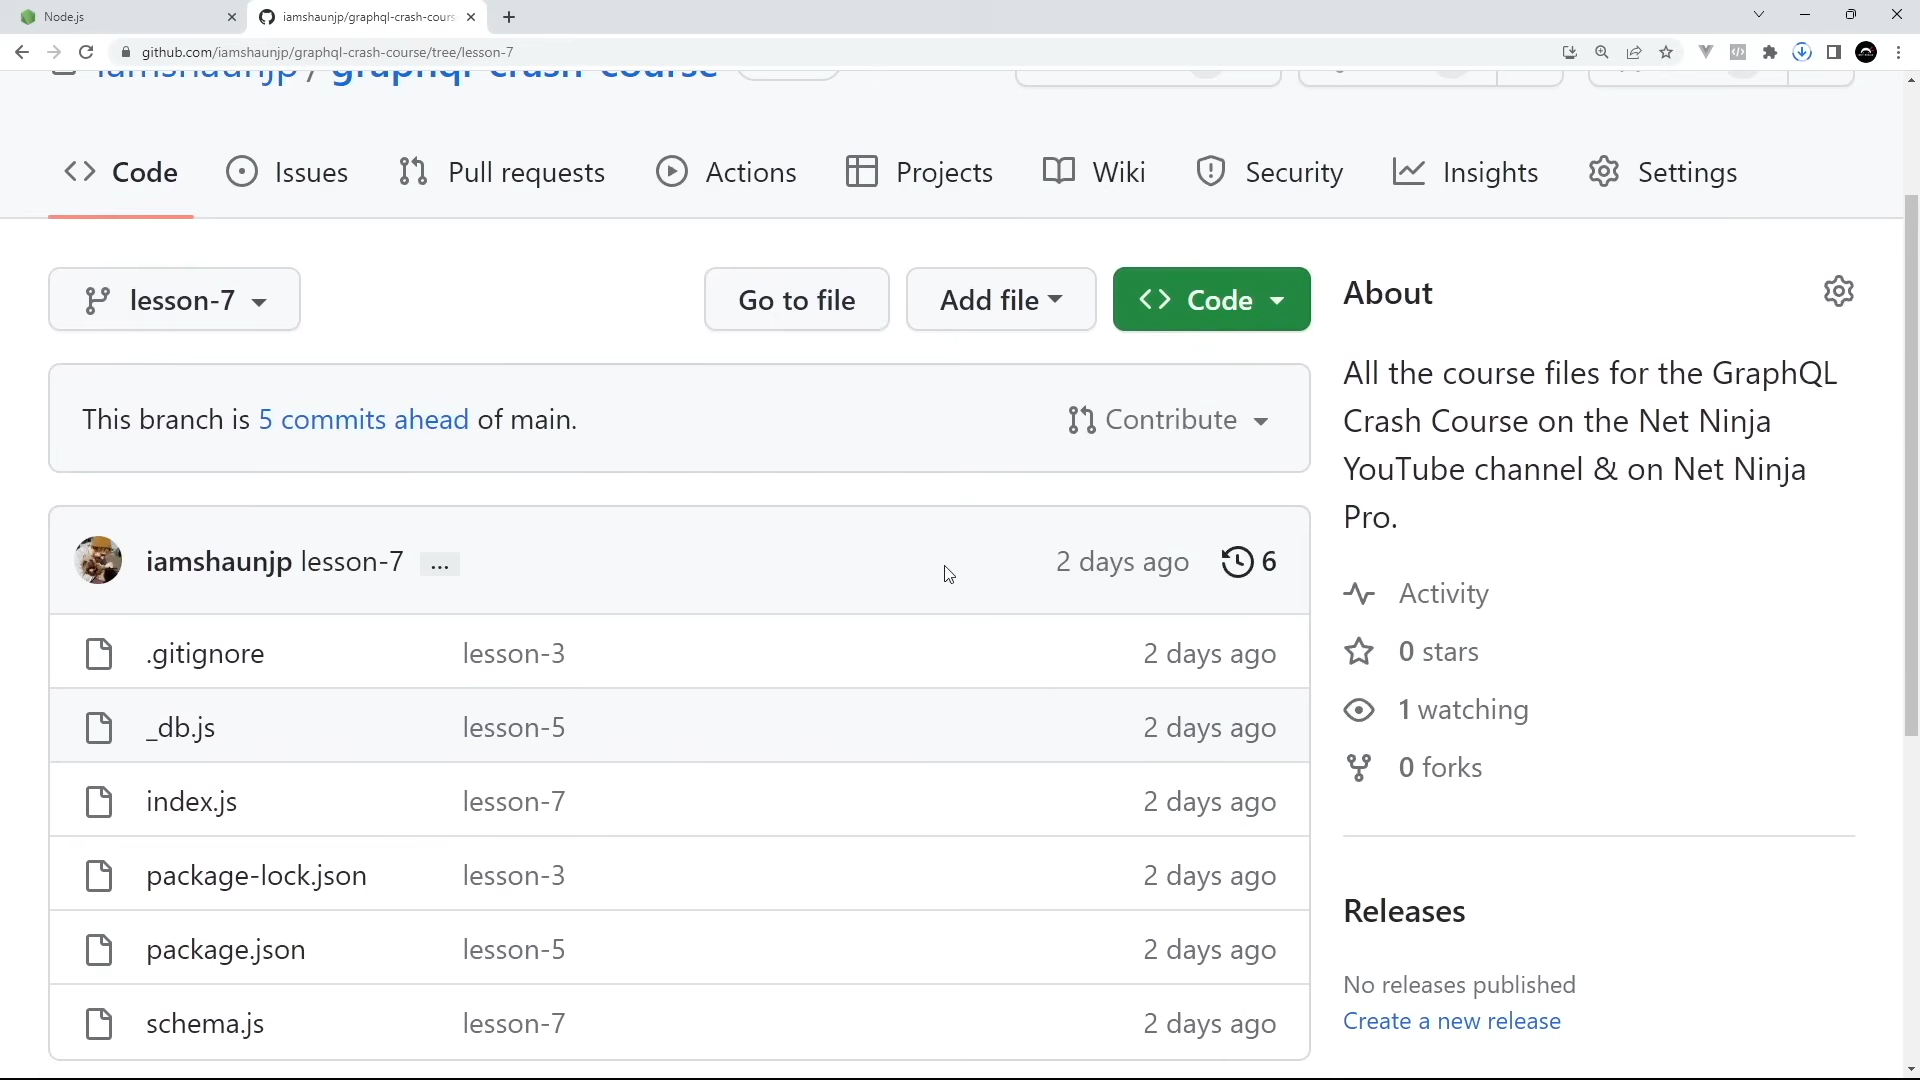 Node.js
iamshaunjp/graphql-crash-cours
github.com/iamshaunjp/graphql-crash-course/tree/lesson-7
iamshaunjp / graphql-crash-course
Code
Issues
Pull requests
Actions
Projects
Wiki
Security
Insights
Settings
lesson-7
Go to file
Add file
Code
This branch is 5 commits ahead of main.
Contribute
iamshaunjp lesson-7 ...
2 days ago
6
.gitignore lesson-3 2 days ago
_db.js lesson-5 2 days ago
index.js lesson-7 2 days ago
package-lock.json lesson-3 2 days ago
package.json lesson-5 2 days ago
schema.js lesson-7 2 days ago
About
All the course files for the GraphQL
Crash Course on the Net Ninja
YouTube channel & on Net Ninja
Pro.
Activity
0 stars
1 watching
0 forks
Releases
No releases published
Create a new release